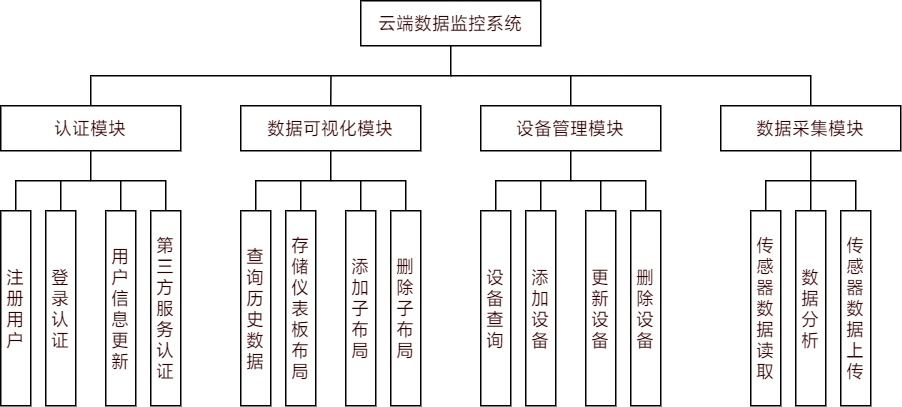 云端数据监控系统
认证模块
数据可视化模块
设备管理模块
数据采集模块
注册用户
登录认证
用户信息更新
第三方服务认证
查询历史数据
存储仪表板布局
添加子布局
删除子布局
设备查询
添加设备
更新设备
删除设备
传感器数据读取
数据分析
传感器数据上传